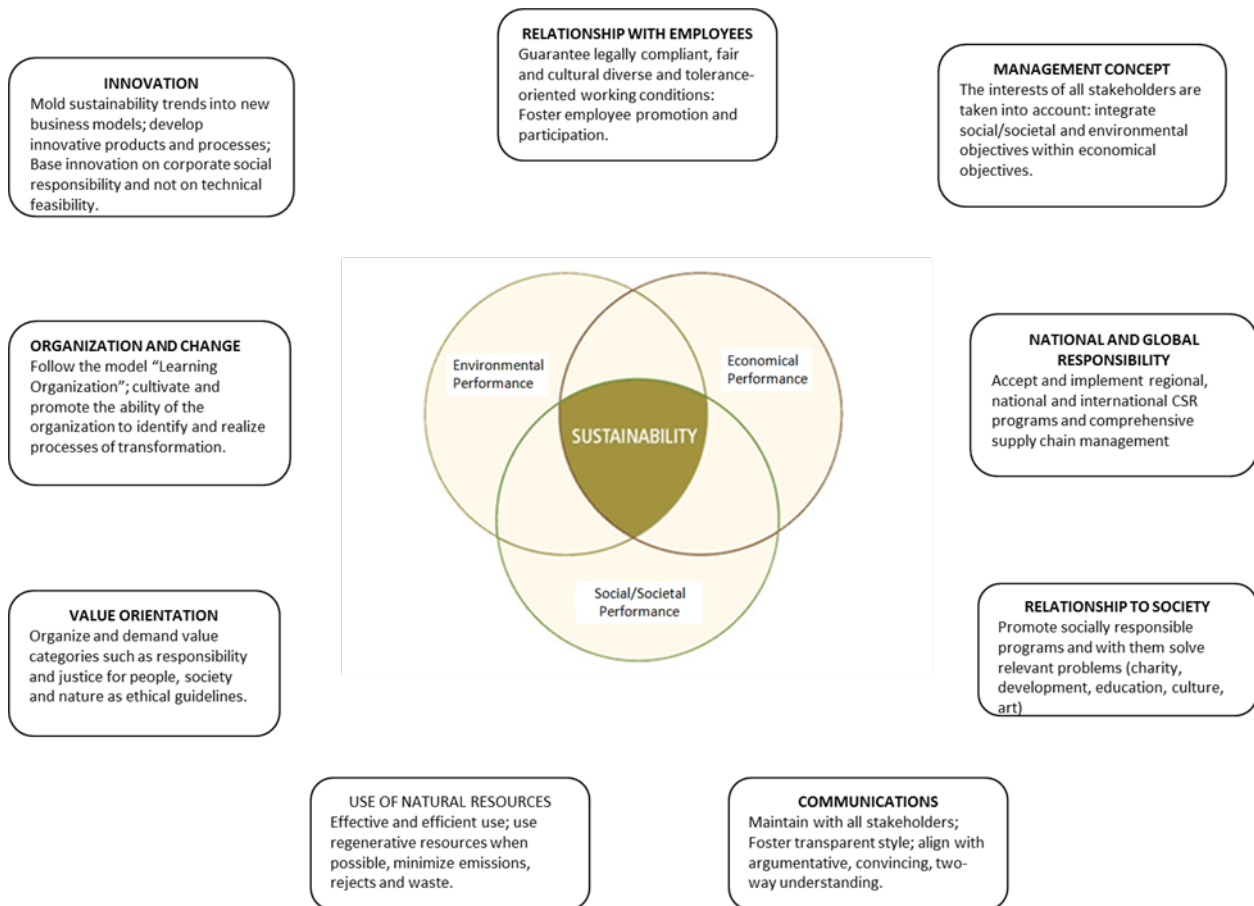 RELATIONSHIP WITH EMPLOYEES
Guarantee legally compliant, fair
and cultural diverse and tolerance-
oriented working conditions:
Foster employee promotion and
participation.
INNOVATION
Mold sustainability trends into new
business models; develop
innovative products and processes;
Base innovation on corporate social
responsibility and not on technical
feasibility.
MANAGEMENT CONCEPT
The interests of all stakeholders are
taken into account: integrate
social/societal and environmental
objectives within economical
objectives.
ORGANIZATION AND CHANGE
Follow the model “Learning
Organization”; cultivate and
promote the ability of the
organization to identify and realize
processes of transformation.
Environmental
Performance
Economical
Performance
SUSTAINABILITY
Social/Societal
Performance
NATIONAL AND GLOBAL
RESPONSIBILITY
Accept and implement regional,
national and international CSR
programs and comprehensive
supply chain management
VALUE ORIENTATION
Organize and demand value
categories such as responsibility
and justice for people, society
and nature as ethical guidelines.
RELATIONSHIP TO SOCIETY
Promote socially responsible
programs and with them solve
relevant problems (charity,
development, education, culture,
art)
USE OF NATURAL RESOURCES
Effective and efficient use; use
regenerative resources when
possible, minimize emissions,
rejects and waste.
COMMUNICATIONS
Maintain with all stakeholders;
Foster transparent style; align with
argumentative, convincing, two-
way understanding.